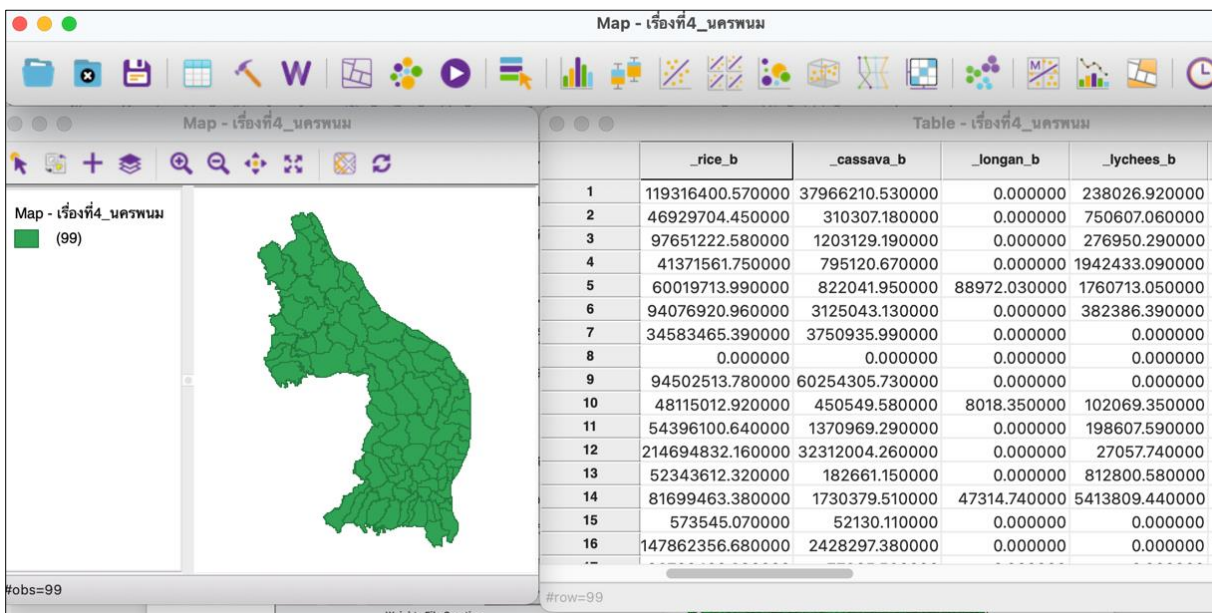 Map - เรื่องที่4_นครพนม
W
M
Map - เรื่องที่4_นครพนม
Map - เรื่องที่4_นครพนม
(99)
#obs=99
Table - เรื่องที่4_นครพนม
_rice_b _cassava_b _longan_b _lychees_b
1 119316400.570000 37966210.530000 0.000000 238026.920000
2 46929704.450000 310307.180000 0.000000 750607.060000
3 97651222.580000 1203129.190000 0.000000 276950.290000
4 41371561.750000 795120.670000 0.000000 1942433.090000
5 60019713.990000 822041.950000 88972.030000 1760713.050000
6 94076920.960000 3125043.130000 0.000000 382386.390000
7 34583465.390000 3750935.990000 0.000000 0.000000
8 0.000000 0.000000 0.000000 0.000000
9 94502513.780000 60254305.730000 0.000000 0.000000
10 48115012.920000 450549.580000 8018.350000 102069.350000
11 54396100.640000 1370969.290000 0.000000 198607.590000
12 214694832.160000 32312004.260000 0.000000 27057.740000
13 52343612.320000 182661.150000 0.000000 812800.580000
14 81699463.380000 1730379.510000 47314.740000 5413809.440000
15 573545.070000 52130.110000 0.000000 0.000000
16 147862356.680000 2428297.380000 0.000000 0.000000
#row=99